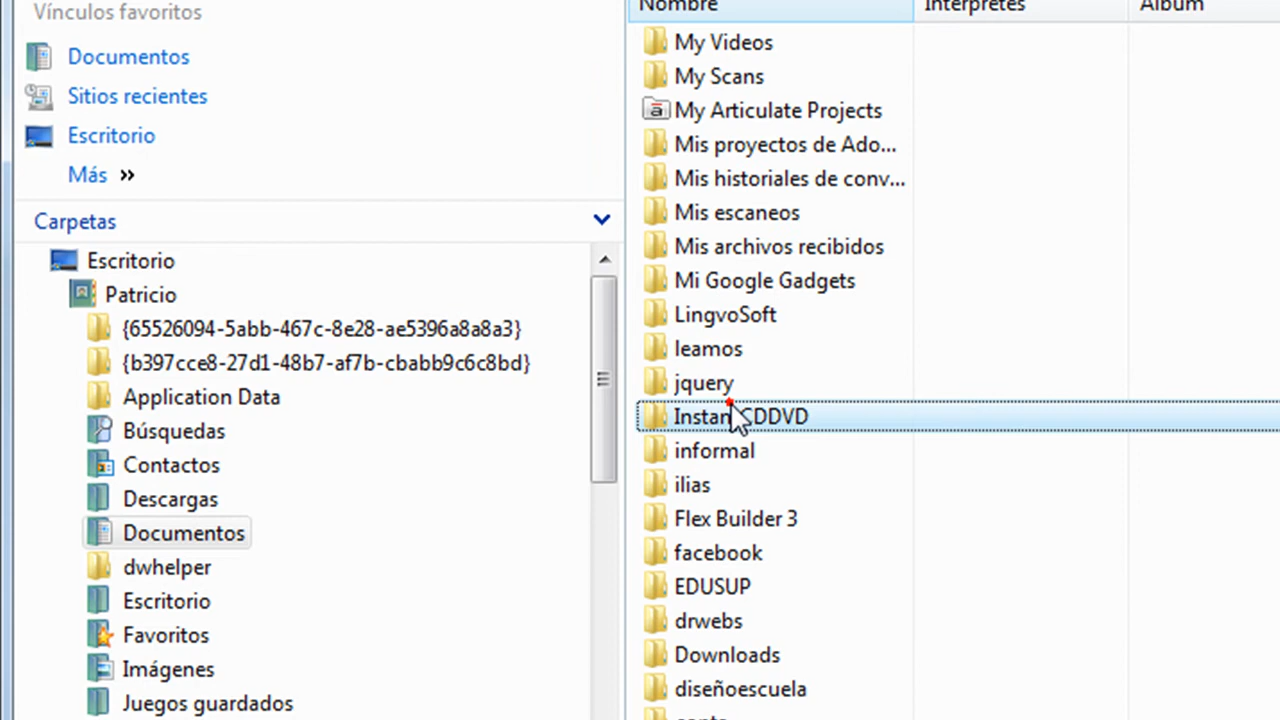 Vínculos favoritos
Documentos
Sitios recientes
Escritorio
Más »
Carpetas
Escritorio
Patricio
{65526094-5abb-467c-8e28-ae5396a8a8a3}
{b397cce8-27d1-48b7-af7b-cbabb9c6c8bd}
Application Data
Búsquedas
Contactos
Descargas
Documentos
dwhelper
Escritorio
Favoritos
Imágenes
Juegos guardados
Nombre
Intérpretes
Álbum
My Videos
My Scans
My Articulate Projects
Mis proyectos de Ado...
Mis historiales de conv...
Mis escaneos
Mis archivos recibidos
Mi Google Gadgets
LingvoSoft
leamos
jquery
InstantCDDVD
informal
ilias
Flex Builder 3
facebook
EDUSUP
drwebs
Downloads
diseñoescuela